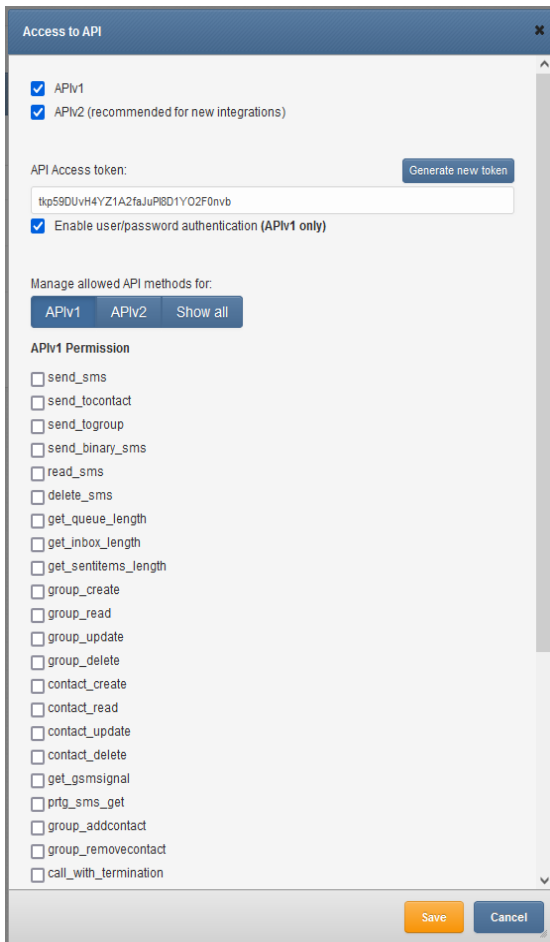 Access to API
APIv1
APIv2 (recommended for new integrations)
API Access token:
Generate new token
tkp59DUvH4YZ1A2faJuPl8D1YO2F0nvb
Enable user/password authentication (APIv1 only)
Manage allowed API methods for:
APIv1 APIv2 Show all
APIv1 Permission
send_sms
send_tocontact
send_togroup
send_binary_sms
read_sms
delete_sms
get_queue_length
get_inbox_length
get_sentitems_length
group_create
group_read
group_update
group_delete
contact_create
contact_read
contact_update
contact_delete
get_gsmsignal
prtg_sms_get
group_addcontact
group_removecontact
call_with_termination
Save Cancel